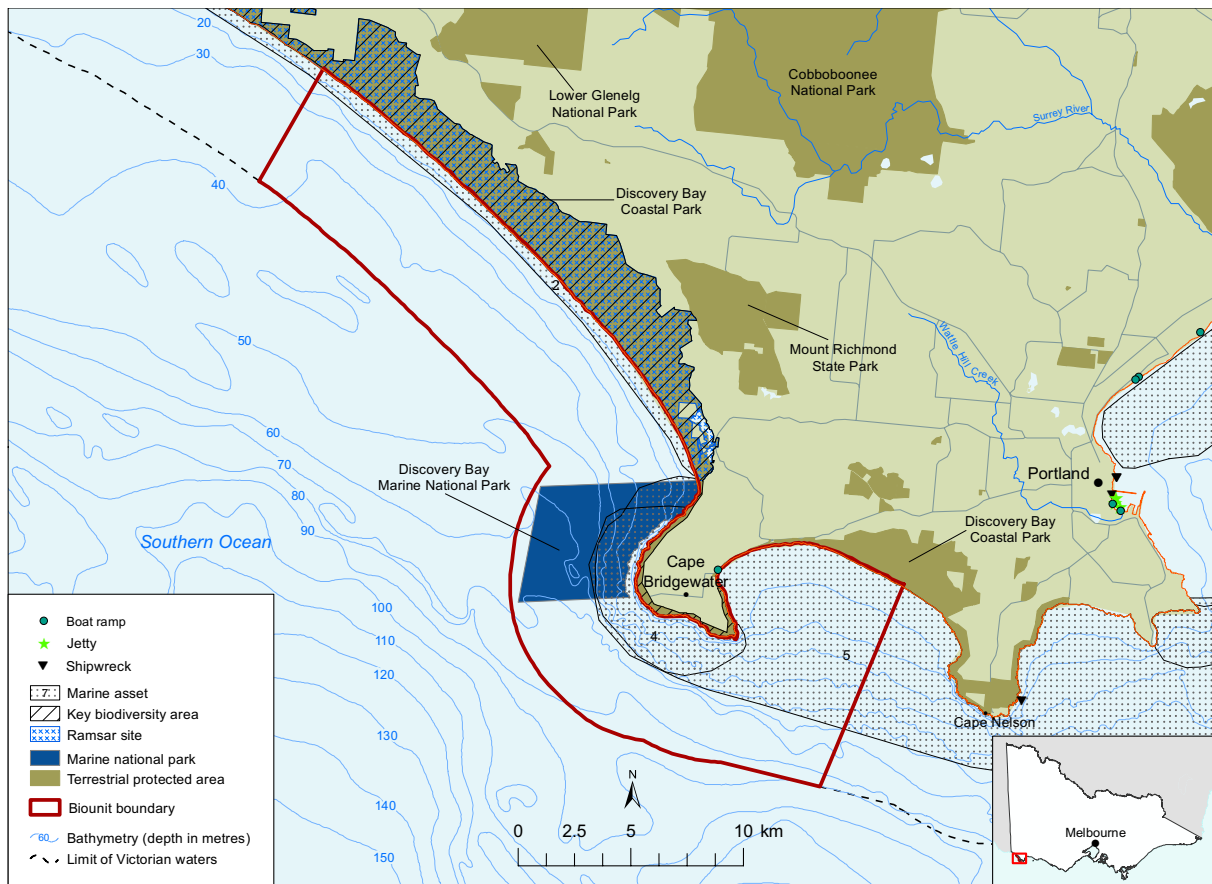 20
30
Lower Glenelg
National Park
Cobboboonee
National Park
Surrey River
40
Discovery Bay
Coastal Park
2
50
Mount Richmond
State Park
Wattle Hill Creek
60
70
80
90
Discovery Bay
Marine National Park
Portland
Southern Ocean
Discovery Bay
Coastal Park
Cape
Bridgewater
100
110
120
130
140
150
4
5
Cape Nelson
Boat ramp
Jetty
Shipwreck
7 Marine asset
Key biodiversity area
Ramsar site
Marine national park
Terrestrial protected area
Biounit boundary
60 Bathymetry (depth in metres)
Limit of Victorian waters
N
0 2.5 5 10 km
Melbourne